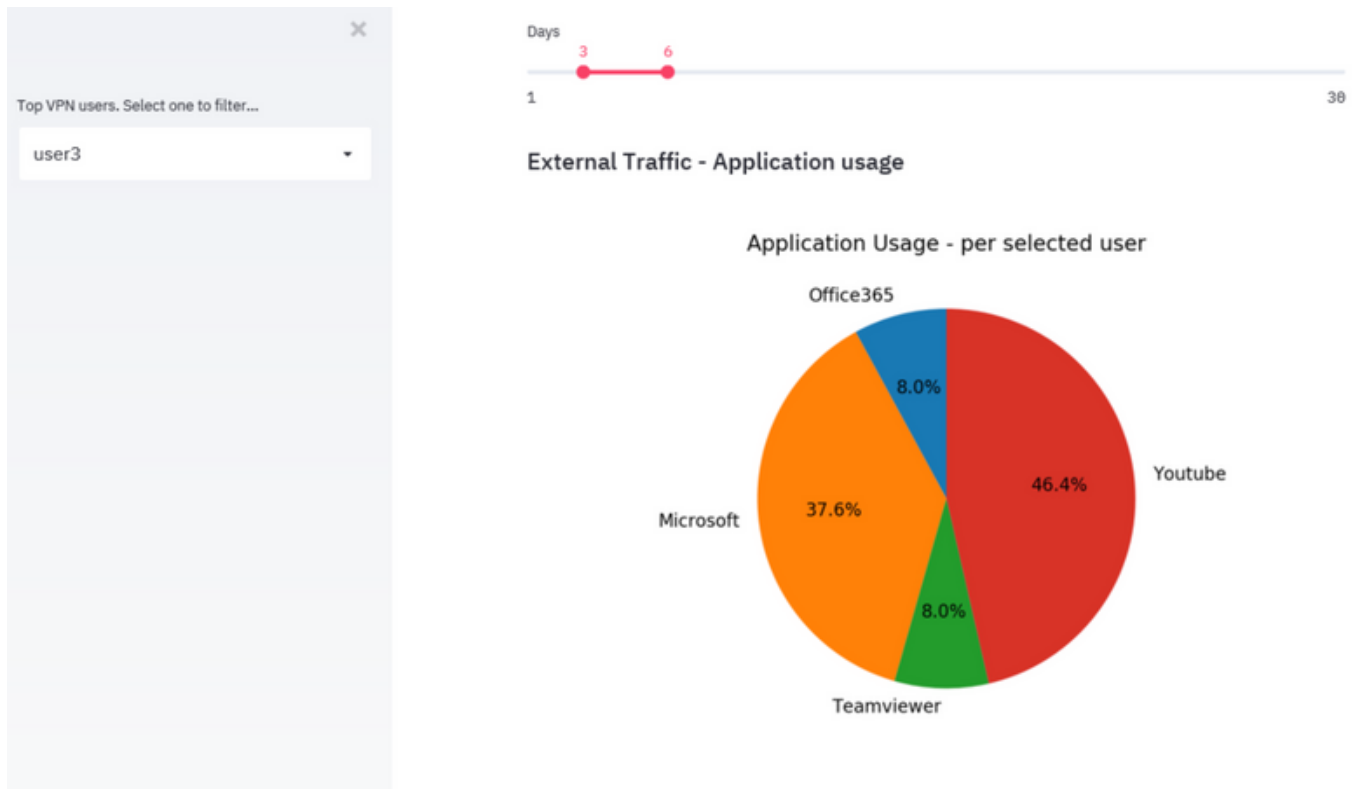 ×
Top VPN users. Select one to filter...
user3
Days
3 6
1 30
External Traffic - Application usage
Application Usage - per selected user
Office365
8.0%
Youtube
46.4%
Microsoft
37.6%
8.0%
Teamviewer